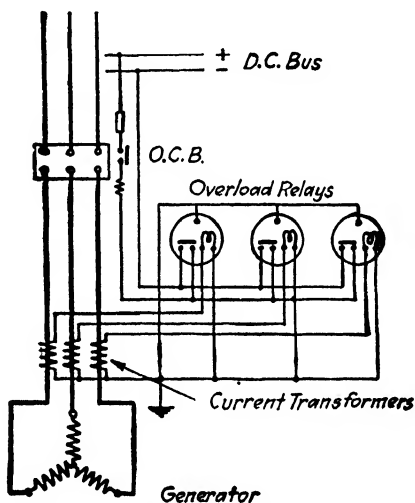 +
− D.C. Bus
O.C.B.
Overload Relays
Current Transformers
Generator